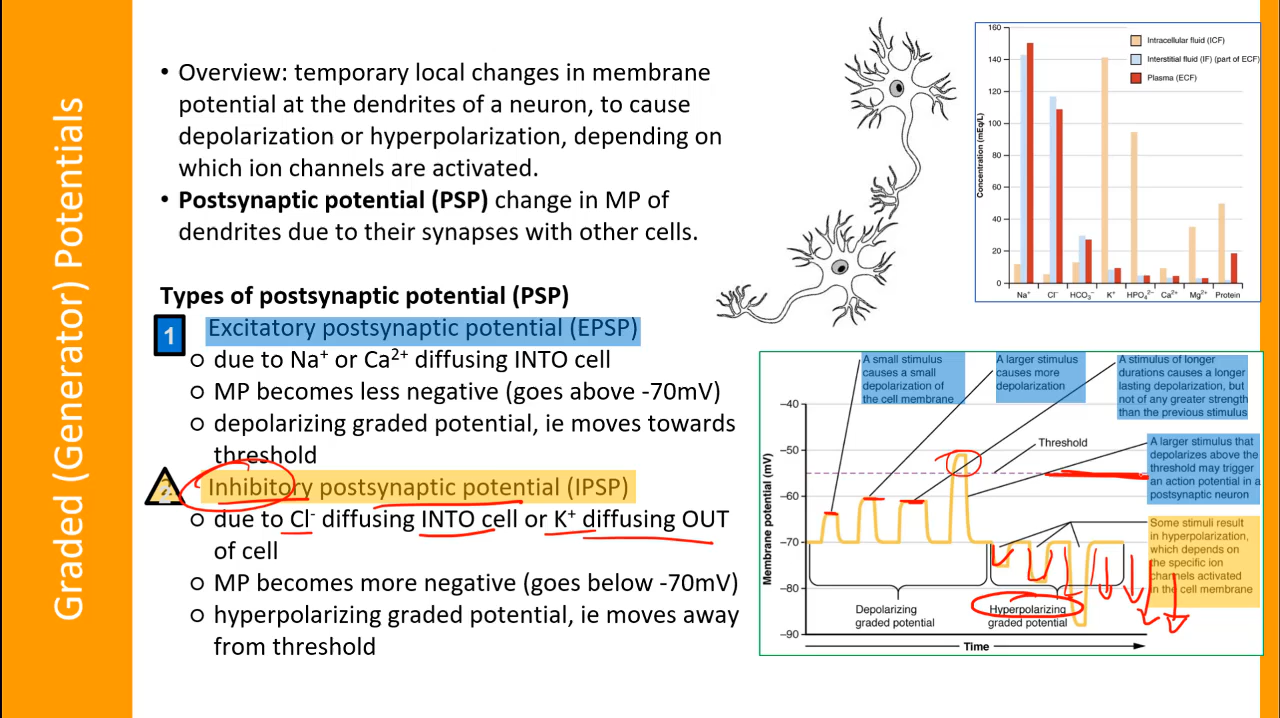 Graded (Generator) Potentials
• Overview: temporary local changes in membrane
potential at the dendrites of a neuron, to cause
depolarization or hyperpolarization, depending on
which ion channels are activated.
• Postsynaptic potential (PSP) change in MP of
dendrites due to their synapses with other cells.
Types of postsynaptic potential (PSP)
1 Excitatory postsynaptic potential (EPSP)
o due to Na⁺ or Ca²⁺ diffusing INTO cell
o MP becomes less negative (goes above -70mV)
o depolarizing graded potential, ie moves towards
threshold
2 Inhibitory postsynaptic potential (IPSP)
o due to Cl⁻ diffusing INTO cell or K⁺ diffusing OUT
of cell
o MP becomes more negative (goes below -70mV)
o hyperpolarizing graded potential, ie moves away
from threshold
160
140
120
100
80
60
40
20
0
Concentration (mEq/L)
Intracellular fluid (ICF)
Interstitial fluid (IF) (part of ECF)
Plasma (ECF)
Na⁺ Cl⁻ HCO₃⁻ K⁺ HPO₄²⁻ Ca²⁺ Mg²⁺ Protein
A small stimulus
causes a small
depolarization of
the cell membrane
A larger stimulus
causes more
depolarization
A stimulus of longer
durations causes a longer
lasting depolarization, but
not of any greater strength
than the previous stimulus
Threshold
A larger stimulus that
depolarizes above the
threshold may trigger
an action potential in a
postsynaptic neuron
Some stimuli result
in hyperpolarization,
which depends on
the specific ion
channels activated
in the cell membrane
−40
−50
−60
−70
−80
−90
Membrane potential (mV)
Depolarizing
graded potential
Hyperpolarizing
graded potential
Time